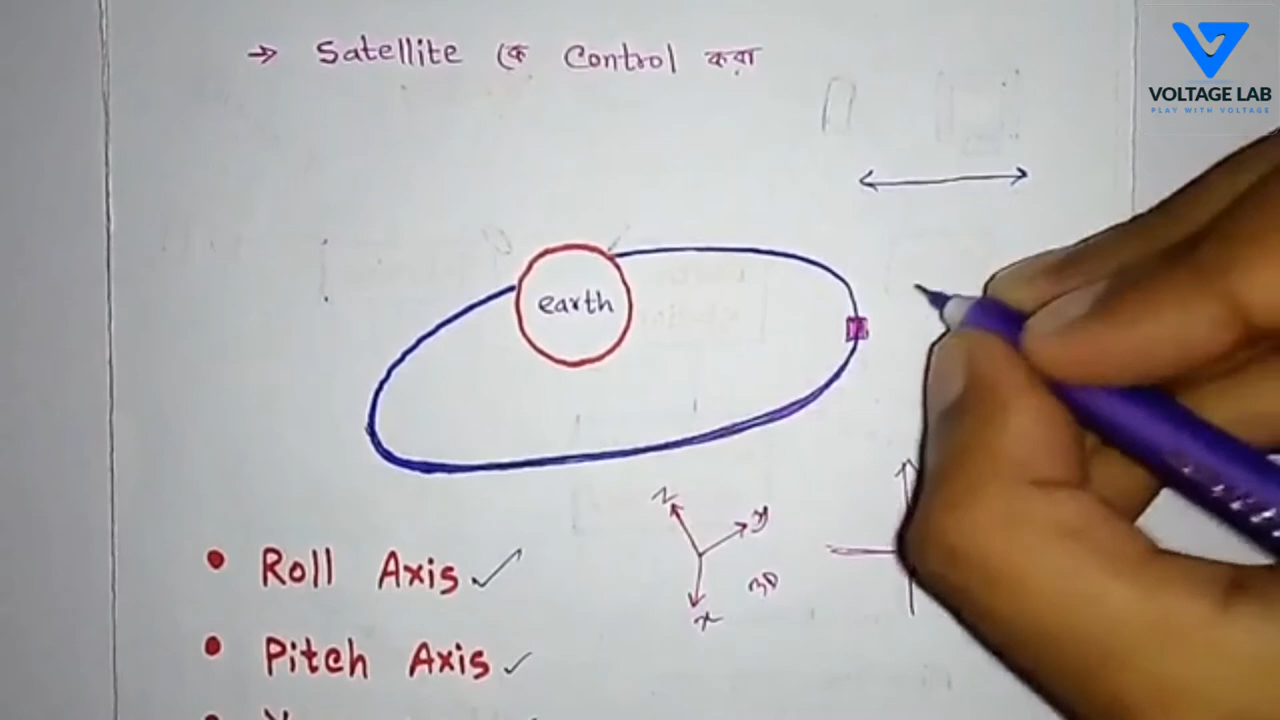 → Satellite কে Control করা
VOLTAGE LAB
PLAY WITH VOLTAGE
earth
z
y
x
3D
• Roll Axis ✓
• Pitch Axis ✓